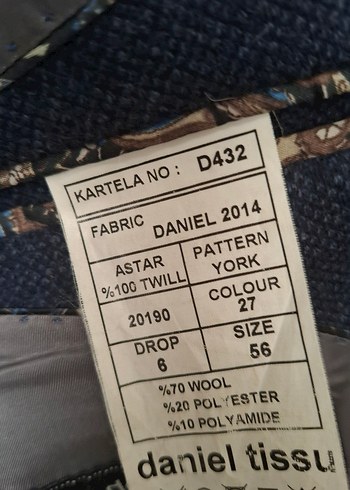 KARTELA NO : D432
FABRIC DANIEL 2014
ASTAR
%100 TWILL
PATTERN
YORK
20190
COLOUR
27
DROP
6
SIZE
56
%70 WOOL
%20 POLYESTER
%10 POLYAMIDE
daniel tissu